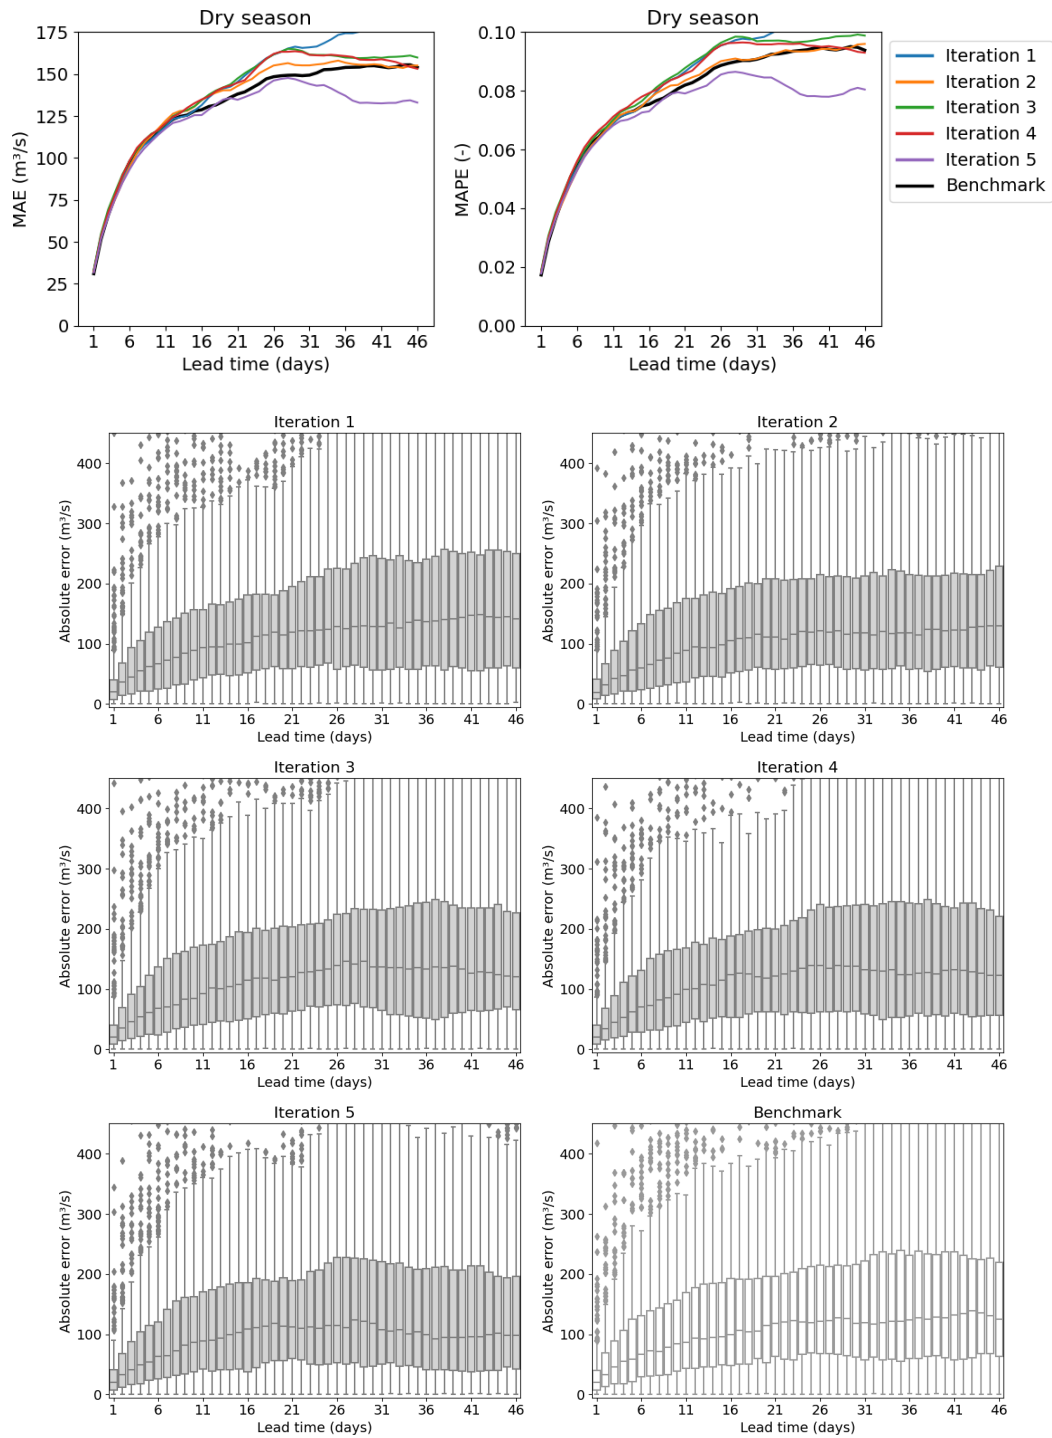 Dry season
MAE (m³/s)
175
150
125
100
75
50
25
0
1 6 11 16 21 26 31 36 41 46
Lead time (days)
Dry season
MAPE (-)
0.10
0.08
0.06
0.04
0.02
0.00
1 6 11 16 21 26 31 36 41 46
Lead time (days)
Iteration 1
Iteration 2
Iteration 3
Iteration 4
Iteration 5
Benchmark
Iteration 1
Absolute error (m³/s)
400
300
200
100
0
1 6 11 16 21 26 31 36 41 46
Lead time (days)
Iteration 2
Absolute error (m³/s)
400
300
200
100
0
1 6 11 16 21 26 31 36 41 46
Lead time (days)
Iteration 3
Absolute error (m³/s)
400
300
200
100
0
1 6 11 16 21 26 31 36 41 46
Lead time (days)
Iteration 4
Absolute error (m³/s)
400
300
200
100
0
1 6 11 16 21 26 31 36 41 46
Lead time (days)
Iteration 5
Absolute error (m³/s)
400
300
200
100
0
1 6 11 16 21 26 31 36 41 46
Lead time (days)
Benchmark
Absolute error (m³/s)
400
300
200
100
0
1 6 11 16 21 26 31 36 41 46
Lead time (days)